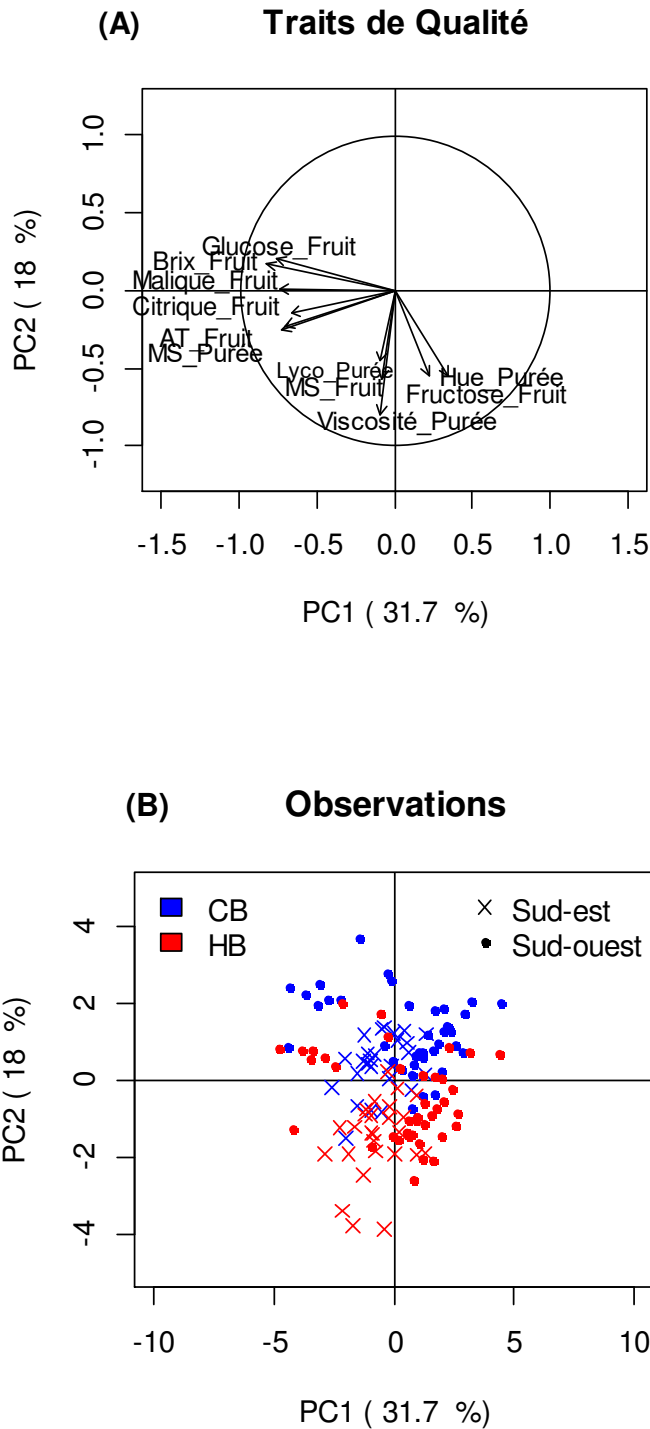 (A) Traits de Qualité
1.0
0.5
0.0
-0.5
-1.0
PC2 ( 18 %)
Glucose_Fruit
Brix_Fruit
Malique_Fruit
Citrique_Fruit
AT_Fruit
MS_Purée
Lyco_Purée
MS_Fruit
Hue_Purée
Fructose_Fruit
Viscosité_Purée
-1.5 -1.0 -0.5 0.0 0.5 1.0 1.5
PC1 ( 31.7 %)
(B) Observations
CB Sud-est
HB Sud-ouest
4
2
0
-2
-4
PC2 ( 18 %)
-10 -5 0 5 10
PC1 ( 31.7 %)